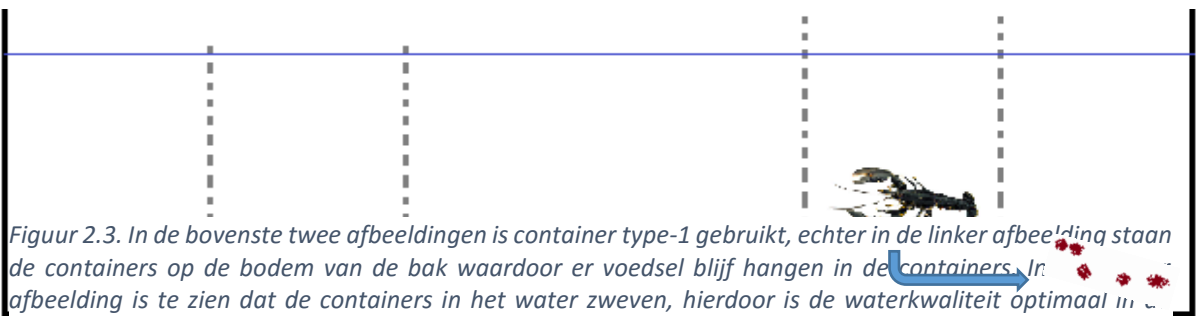 Figuur 2.3. In de bovenste twee afbeeldingen is container type-1 gebruikt, echter in de linker afbeelding staan
de containers op de bodem van de bak waardoor er voedsel blijf hangen in de containers. In
afbeelding is te zien dat de containers in het water zweven, hierdoor is de waterkwaliteit optimaal in